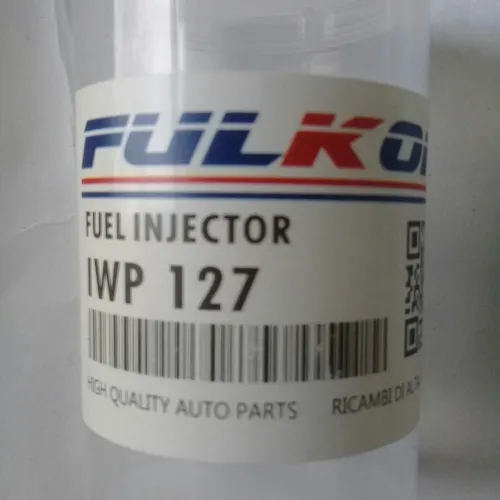 FULKO
FUEL INJECTOR
IWP 127
HIGH QUALITY AUTO PARTS RICAMBI DI